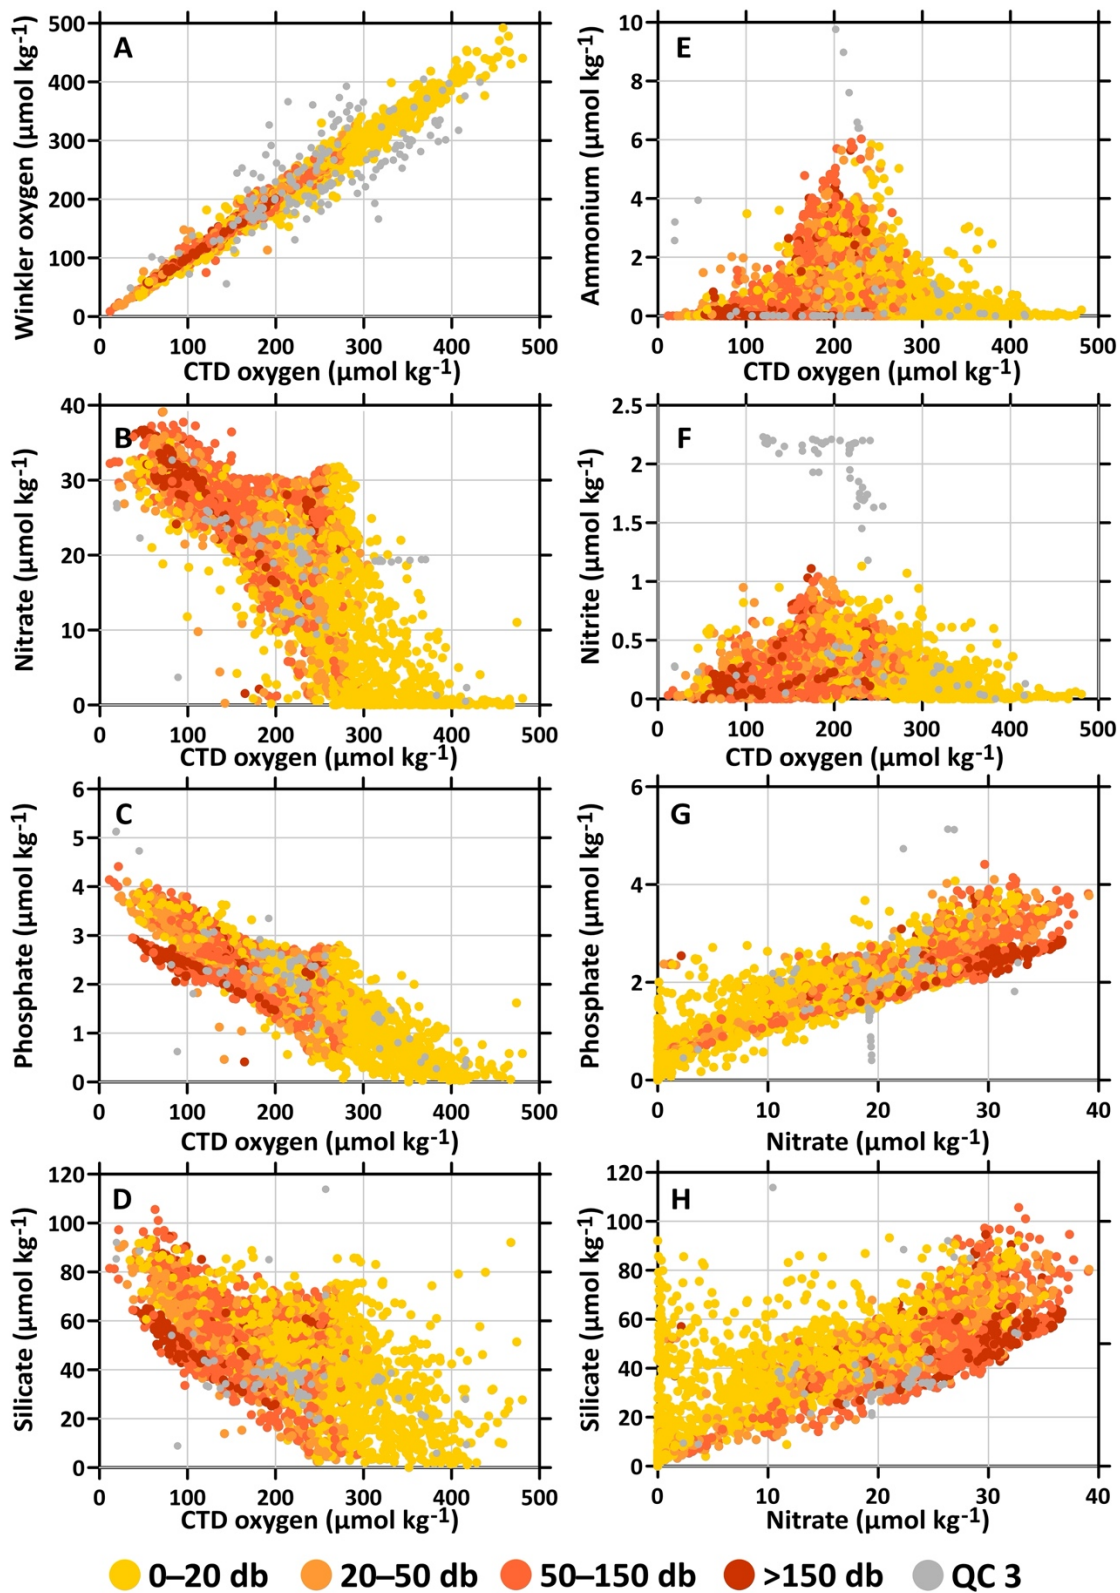 A
Winkler oxygen (µmol kg-1)
500
400
300
200
100
0
0 100 200 300 400 500
CTD oxygen (µmol kg-1)
E
Ammonium (µmol kg-1)
10
8
6
4
2
0
0 100 200 300 400 500
CTD oxygen (µmol kg-1)
B
Nitrate (µmol kg-1)
40
30
20
10
0
0 100 200 300 400 500
CTD oxygen (µmol kg-1)
F
Nitrite (µmol kg-1)
2.5
2
1.5
1
0.5
0
0 100 200 300 400 500
CTD oxygen (µmol kg-1)
C
Phosphate (µmol kg-1)
6
5
4
3
2
1
0
0 100 200 300 400 500
CTD oxygen (µmol kg-1)
G
Phosphate (µmol kg-1)
6
4
2
0
0 10 20 30 40
Nitrate (µmol kg-1)
D
Silicate (µmol kg-1)
120
100
80
60
40
20
0
0 100 200 300 400 500
CTD oxygen (µmol kg-1)
H
Silicate (µmol kg-1)
120
100
80
60
40
20
0
0 10 20 30 40
Nitrate (µmol kg-1)
0–20 db 20–50 db 50–150 db >150 db QC 3